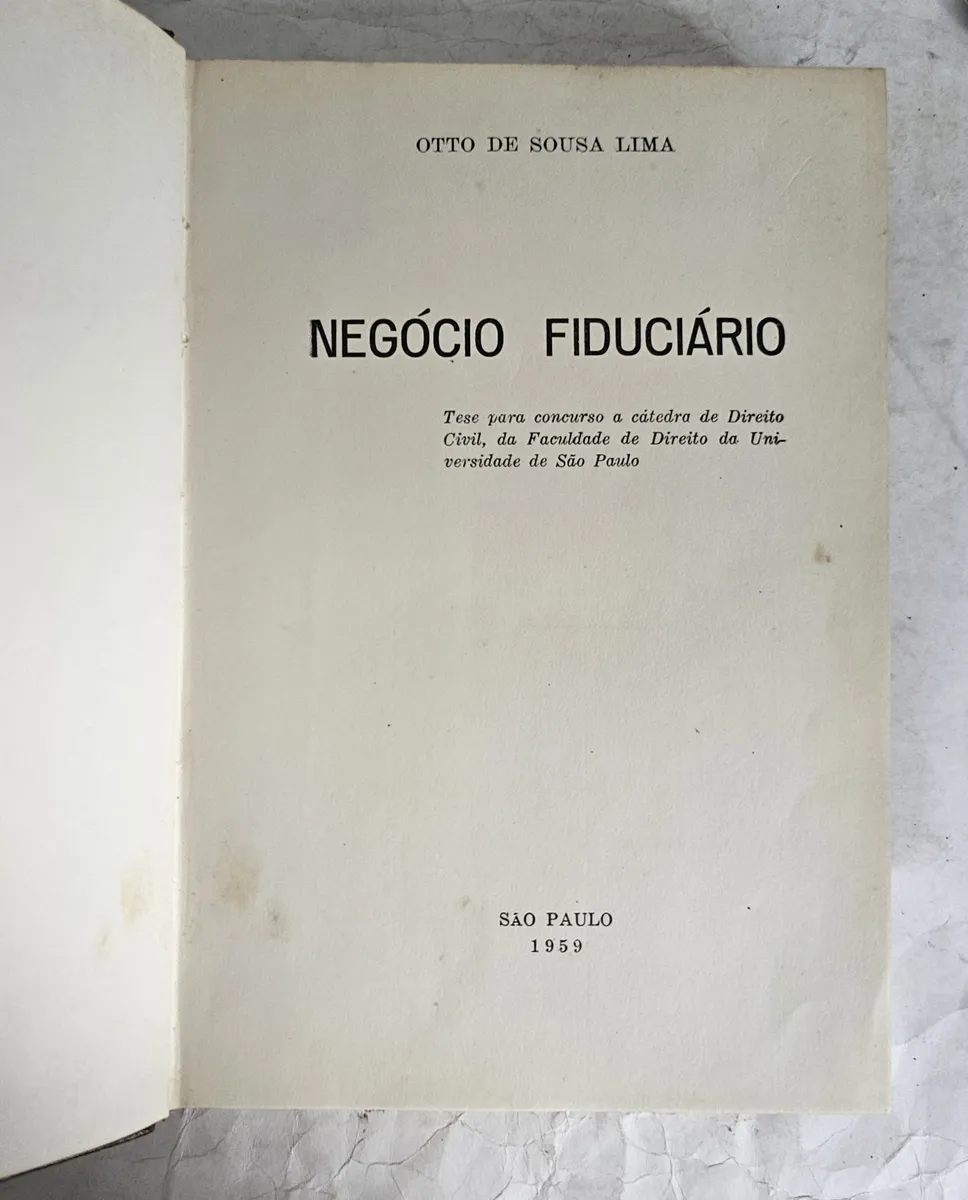 OTTO DE SOUSA LIMA
NEGÓCIO FIDUCIÁRIO
Tese para concurso a cátedra de Direito
Civil, da Faculdade de Direito da Uni-
versidade de São Paulo
SÃO PAULO
1959